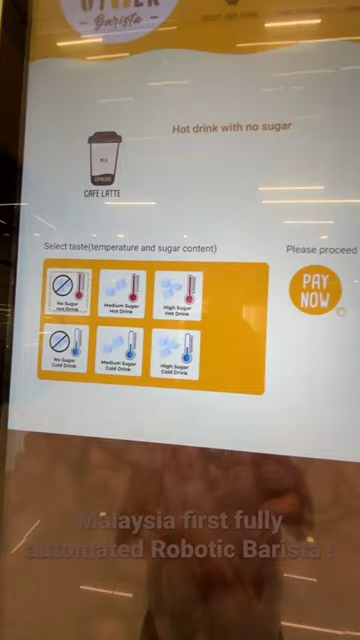 Barista
Hot drink with no sugar
MILK
ESPRESSO
CAFE LATTE
Select taste(temperature and sugar content)
Please proceed
No Sugar
Hot Drink
Medium Sugar
Hot Drink
High Sugar
Hot Drink
PAY
NOW
No Sugar
Cold Drink
Medium Sugar
Cold Drink
High Sugar
Cold Drink
Malaysia first fully
automated Robotic Barista !